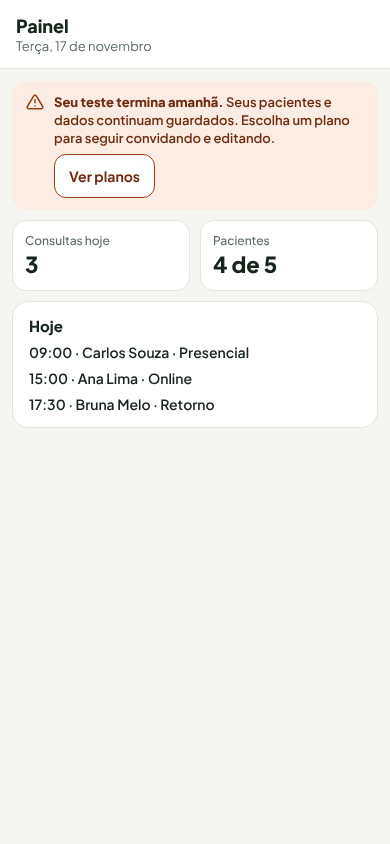 Painel
Terça, 17 de novembro
Seu teste termina amanhã. Seus pacientes e
dados continuam guardados. Escolha um plano
para seguir convidando e editando.
Ver planos
Consultas hoje
3
Pacientes
4 de 5
Hoje
09:00 · Carlos Souza · Presencial
15:00 · Ana Lima · Online
17:30 · Bruna Melo · Retorno